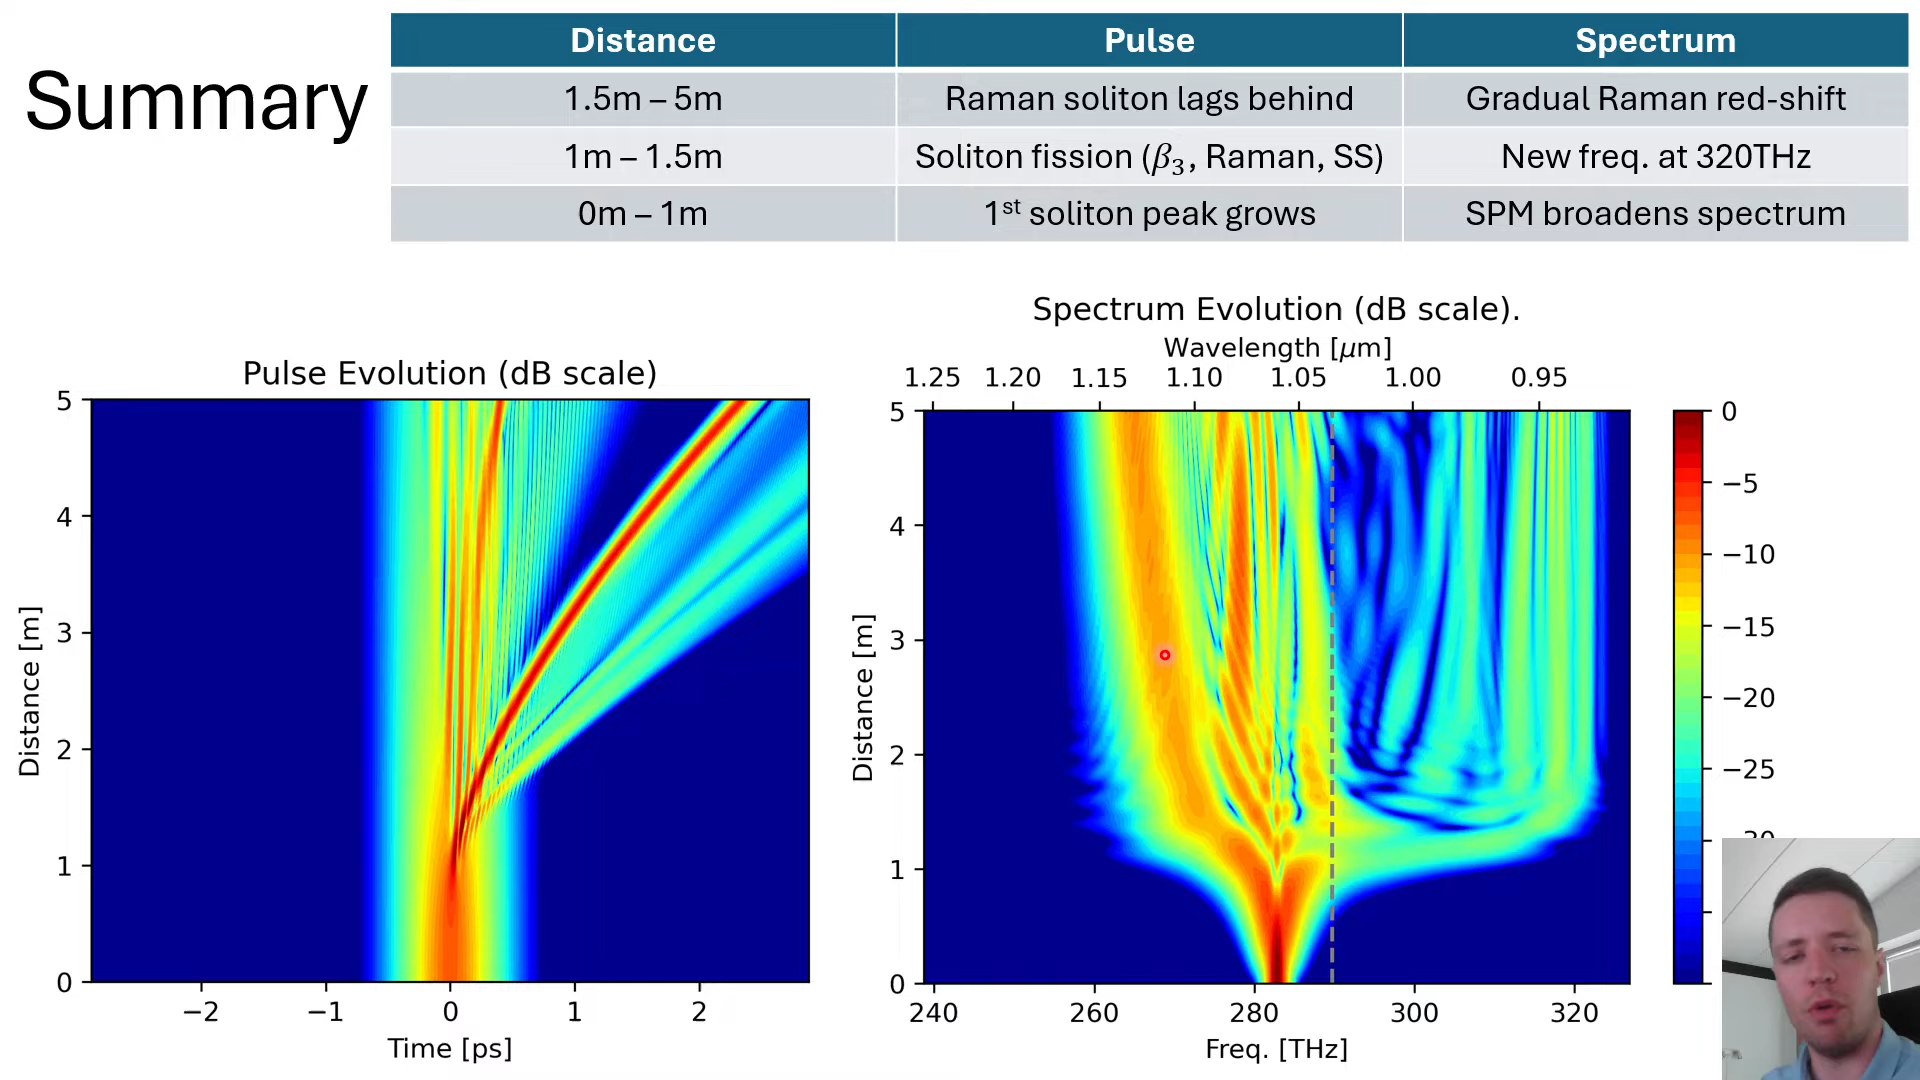 Summary
Distance Pulse Spectrum
1.5m – 5m Raman soliton lags behind Gradual Raman red-shift
1m – 1.5m Soliton fission (β₃, Raman, SS) New freq. at 320THz
0m – 1m 1ˢᵗ soliton peak grows SPM broadens spectrum
Pulse Evolution (dB scale)
5
4
3
2
1
0
Distance [m]
−2 −1 0 1 2
Time [ps]
Spectrum Evolution (dB scale).
Wavelength [μm]
1.25 1.20 1.15 1.10 1.05 1.00 0.95
5
4
3
2
1
0
Distance [m]
240 260 280 300 320
Freq. [THz]
0
−5
−10
−15
−20
−25